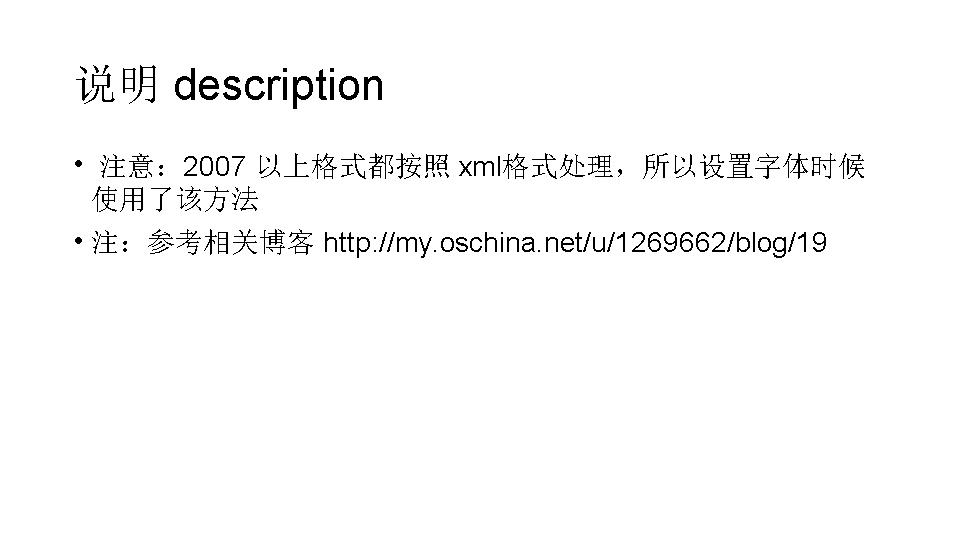 说明 description
• 注意：2007 以上格式都按照 xml格式处理，所以设置字体时候
使用了该方法
• 注：参考相关博客 http: //my. oschina. net/u/1269662/blog/19